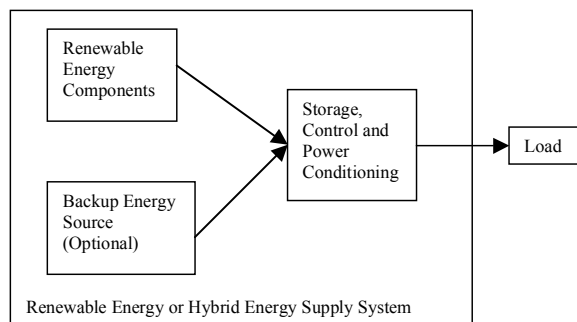 Renewable
Energy
Components
Storage,
Control and
Power
Conditioning
Load
Backup Energy
Source
(Optional)
Renewable Energy or Hybrid Energy Supply System